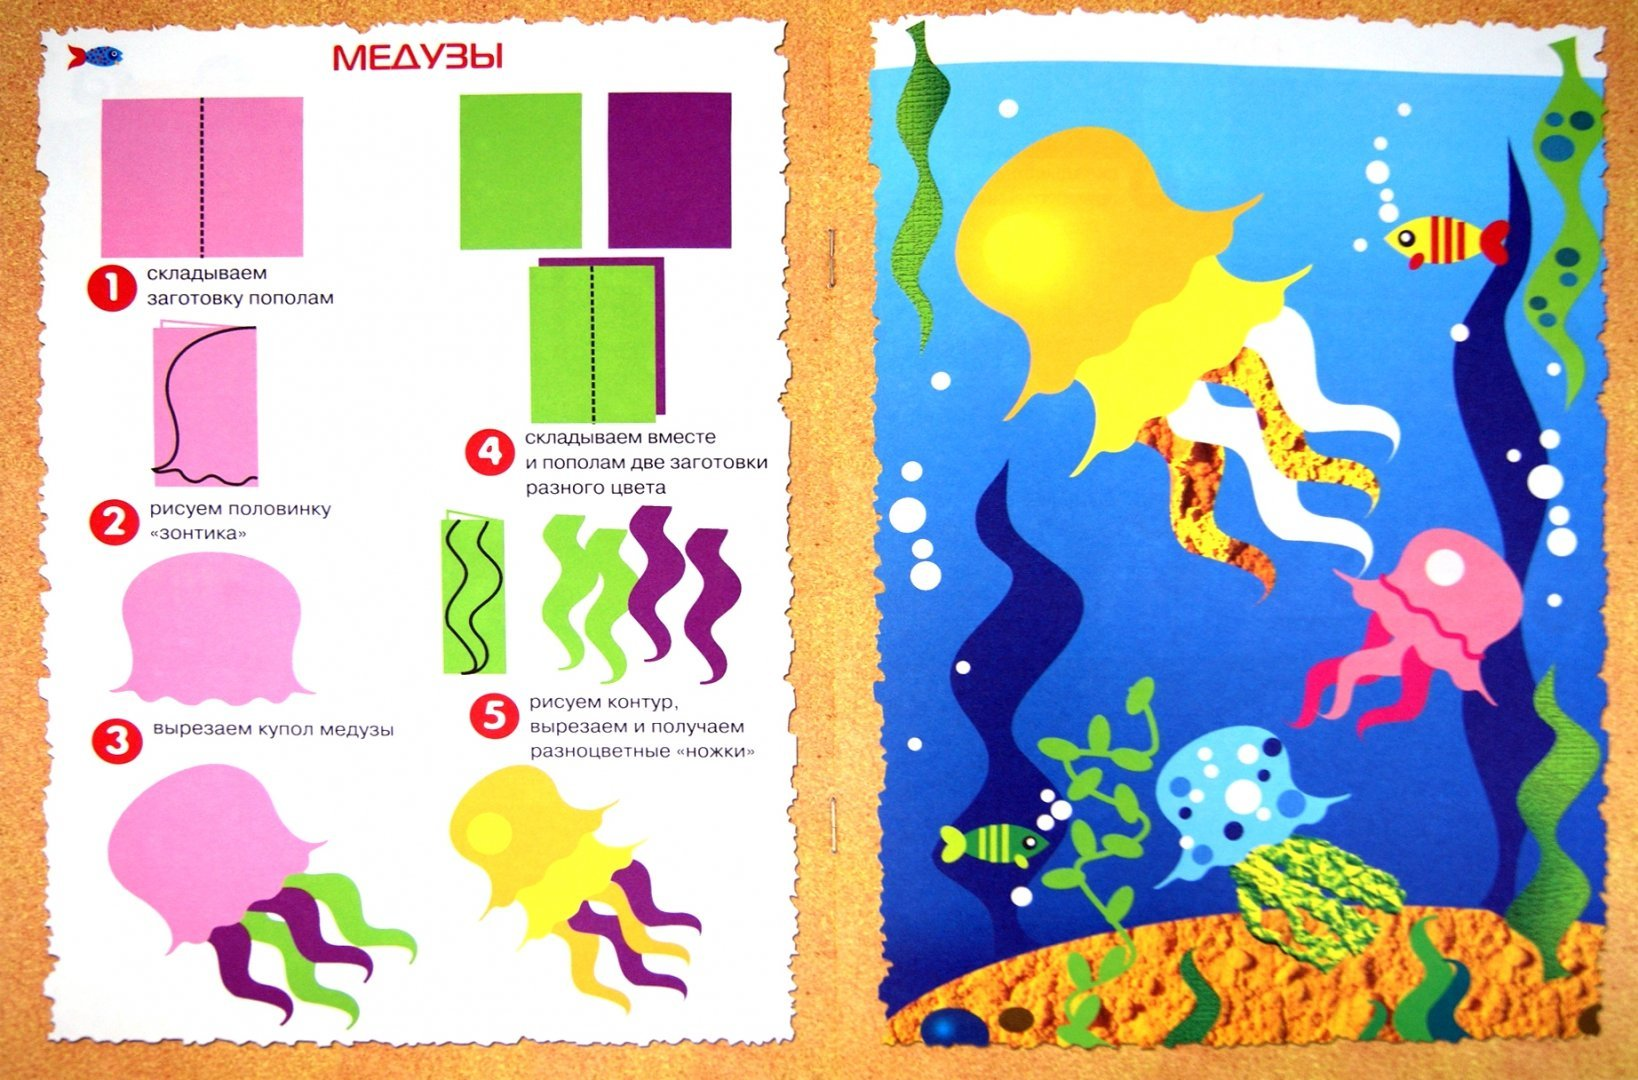 МЕДУЗЫ
1 складываем
заготовку пополам
2 рисуем половинку
«зонтика»
3 вырезаем купол медузы
4 складываем вместе
и пополам две заготовки
разного цвета
5 рисуем контур,
вырезаем и получаем
разноцветные «ножки»